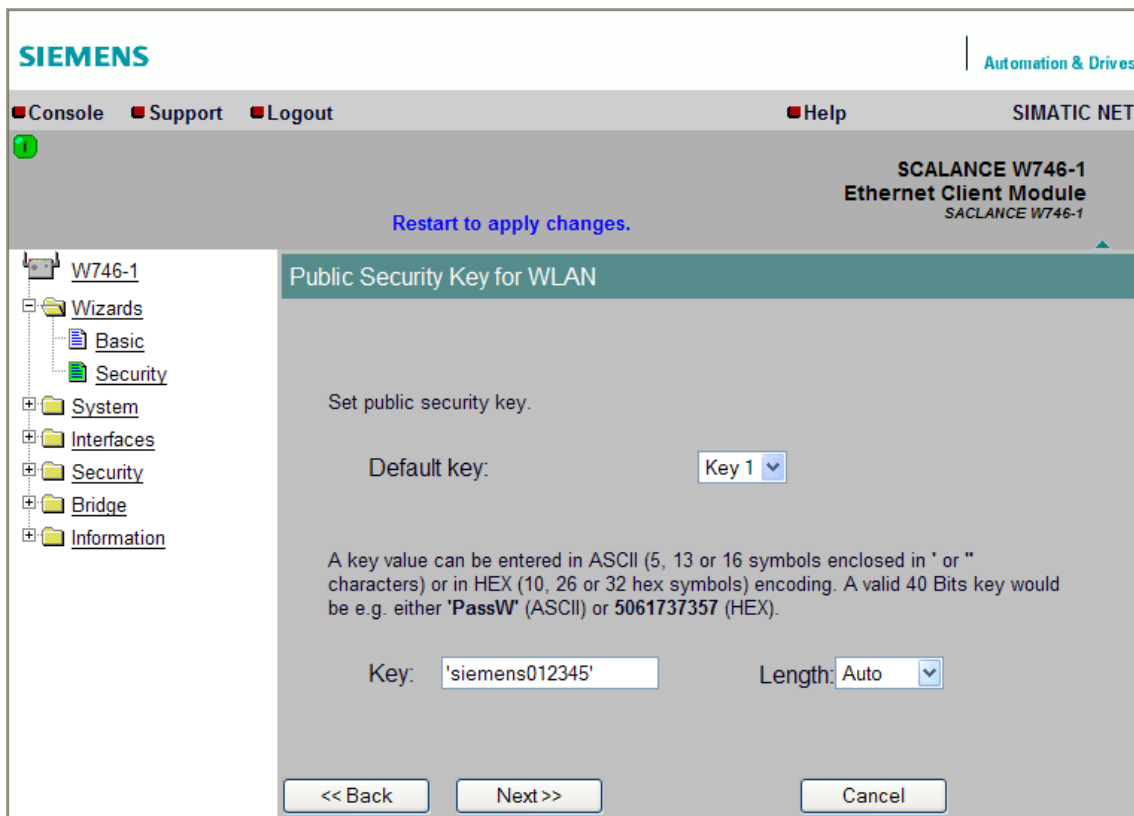 SIEMENS
Automation & Drives
Console Support Logout Help SIMATIC NET
i
SCALANCE W746-1
Ethernet Client Module
SACLANCE W746-1
Restart to apply changes.
W746-1
Wizards
Basic
Security
System
Interfaces
Security
Bridge
Information
Public Security Key for WLAN
Set public security key.
Default key: Key 1
A key value can be entered in ASCII (5, 13 or 16 symbols enclosed in ' or "
characters) or in HEX (10, 26 or 32 hex symbols) encoding. A valid 40 Bits key would
be e.g. either 'PassW' (ASCII) or 5061737357 (HEX).
Key: 'siemens012345' Length: Auto
<< Back Next >> Cancel